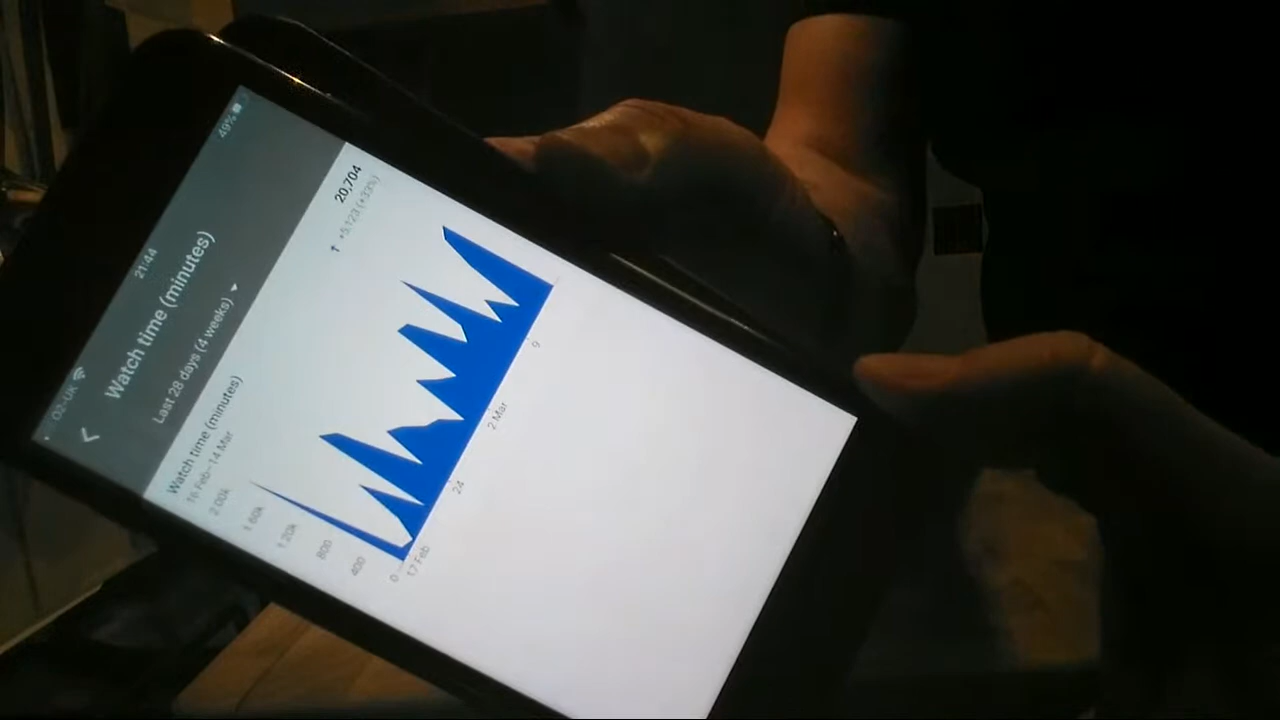 O2-UK 21:44 49%
Watch time (minutes)
Last 28 days (4 weeks)
Watch time (minutes) 20,704
16 Feb–14 Mar ↑ +5,123 (+33%)
2.00k
1.60k
1.20k
800
400
0
17 Feb 24 2 Mar 9